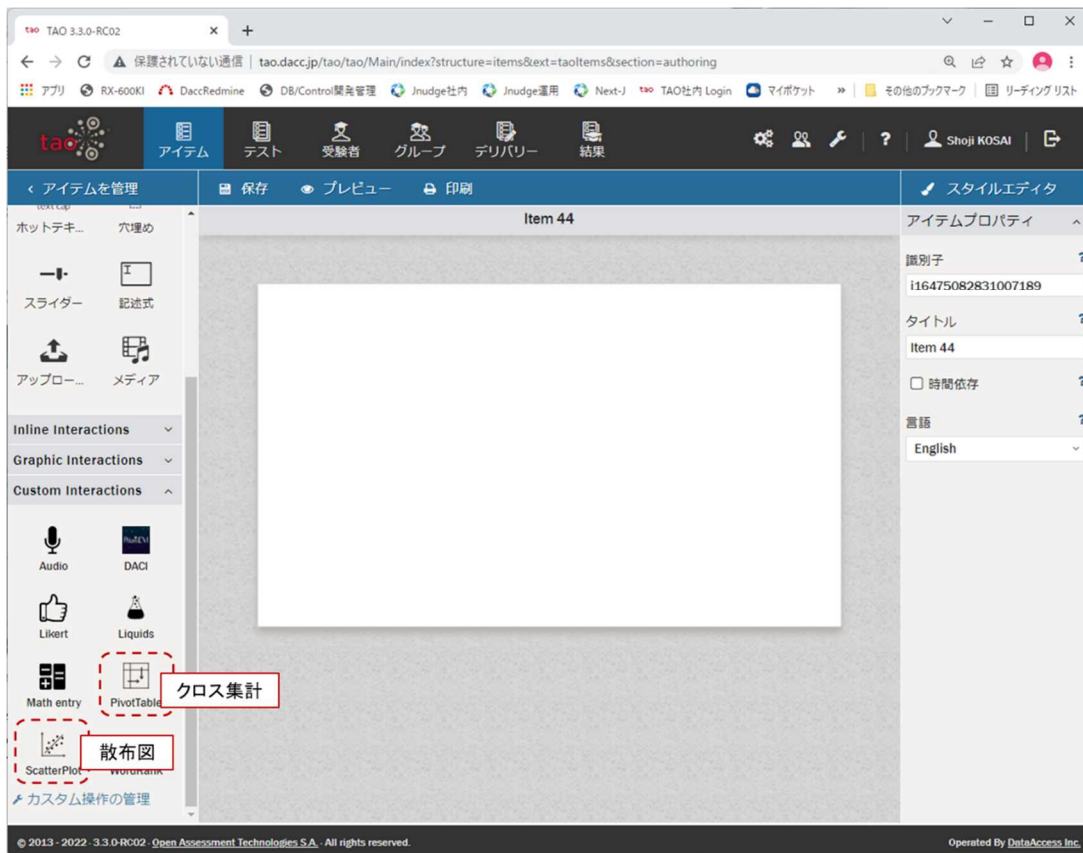 tao TAO 3.3.0-RC02
保護されていない通信 | tao.dacc.jp/tao/tao/Main/index?structure=items&ext=taoItems&section=authoring
アプリ RX-600KI DaccRedmine DB/Control開発管理 Jnudge社内 Jnudge運用 Next-J tao TAO社内 Login マイポケット » その他のブックマーク リーディング リスト
tao アイテム テスト 受験者 グループ デリバリー 結果 ? Shoji KOSAI
アイテムを管理 保存 プレビュー 印刷 スタイルエディタ
Item 44
アイテムプロパティ
ホットテキ... 穴埋め
識別子 ?
i16475082831007189
スライダー 記述式
タイトル ?
Item 44
アップロー... メディア
時間依存 ?
言語 ?
English
Inline Interactions
Graphic Interactions
Custom Interactions
Audio DACI
Likert Liquids
Math entry PivotTable
クロス集計
散布図
ScatterPlot WordRank
カスタム操作の管理
© 2013 - 2022 · 3.3.0-RC02 · Open Assessment Technologies S.A. · All rights reserved. Operated By DataAccess Inc.